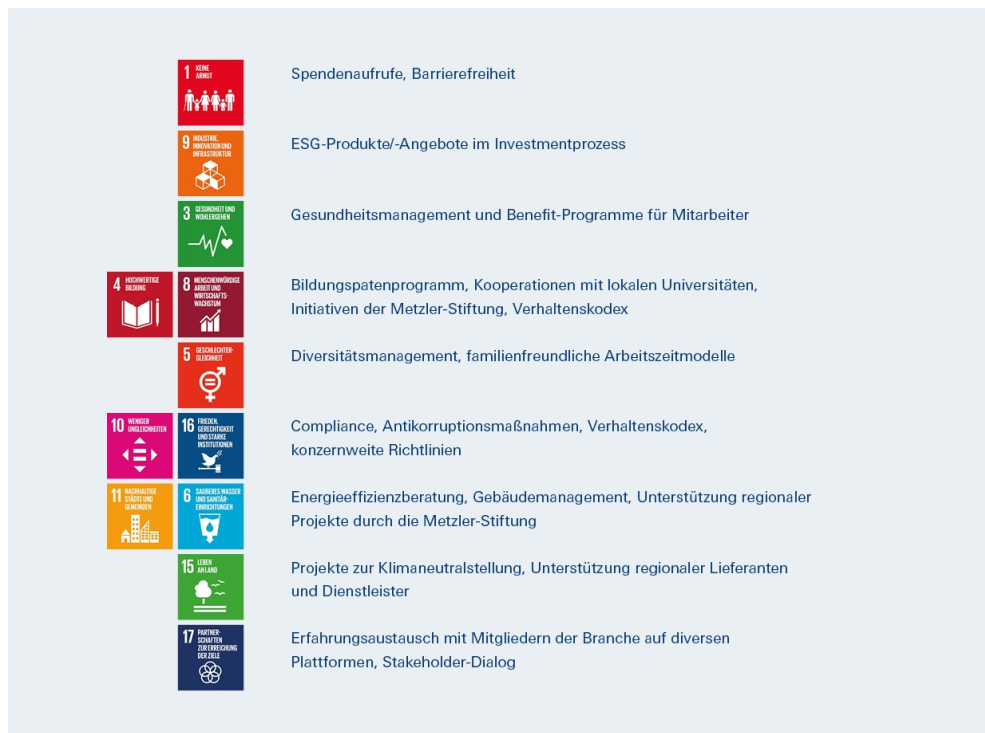 1 KEINE
ARMUT
Spendenaufrufe, Barrierefreiheit
9 INDUSTRIE,
INNOVATION UND
INFRASTRUKTUR
ESG-Produkte/-Angebote im Investmentprozess
3 GESUNDHEIT UND
WOHLERGEHEN
Gesundheitsmanagement und Benefit-Programme für Mitarbeiter
4 HOCHWERTIGE
BILDUNG
8 MENSCHENWÜRDIGE
ARBEIT UND
WIRTSCHAFTS-
WACHSTUM
Bildungspatenprogramm, Kooperationen mit lokalen Universitäten,
Initiativen der Metzler-Stiftung, Verhaltenskodex
5 GESCHLECHTER-
GLEICHHEIT
Diversitätsmanagement, familienfreundliche Arbeitszeitmodelle
10 WENIGER
UNGLEICHHEITEN
16 FRIEDEN,
GERECHTIGKEIT
UND STARKE
INSTITUTIONEN
Compliance, Antikorruptionsmaßnahmen, Verhaltenskodex,
konzernweite Richtlinien
11 NACHHALTIGE
STÄDTE UND
GEMEINDEN
6 SAUBERES WASSER
UND SANITÄR-
EINRICHTUNGEN
Energieeffizienzberatung, Gebäudemanagement, Unterstützung regionaler
Projekte durch die Metzler-Stiftung
15 LEBEN
AN LAND
Projekte zur Klimaneutralstellung, Unterstützung regionaler Lieferanten
und Dienstleister
17 PARTNER-
SCHAFTEN
ZUR ERREICHUNG
DER ZIELE
Erfahrungsaustausch mit Mitgliedern der Branche auf diversen
Plattformen, Stakeholder-Dialog